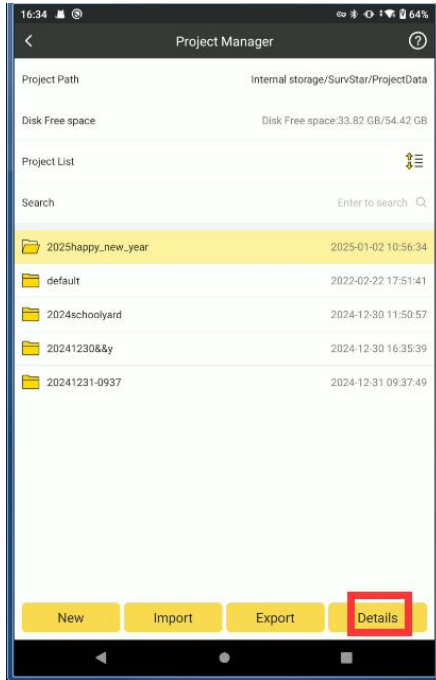 16:34 64%
Project Manager
Project Path Internal storage/SurvStar/ProjectData
Disk Free space Disk Free space:33.82 GB/54.42 GB
Project List
Search Enter to search
2025happy_new_year 2025-01-02 10:56:34
default 2022-02-22 17:51:41
2024schoolyard 2024-12-30 11:50:57
20241230&&y 2024-12-30 16:35:39
20241231-0937 2024-12-31 09:37:49
New Import Export Details